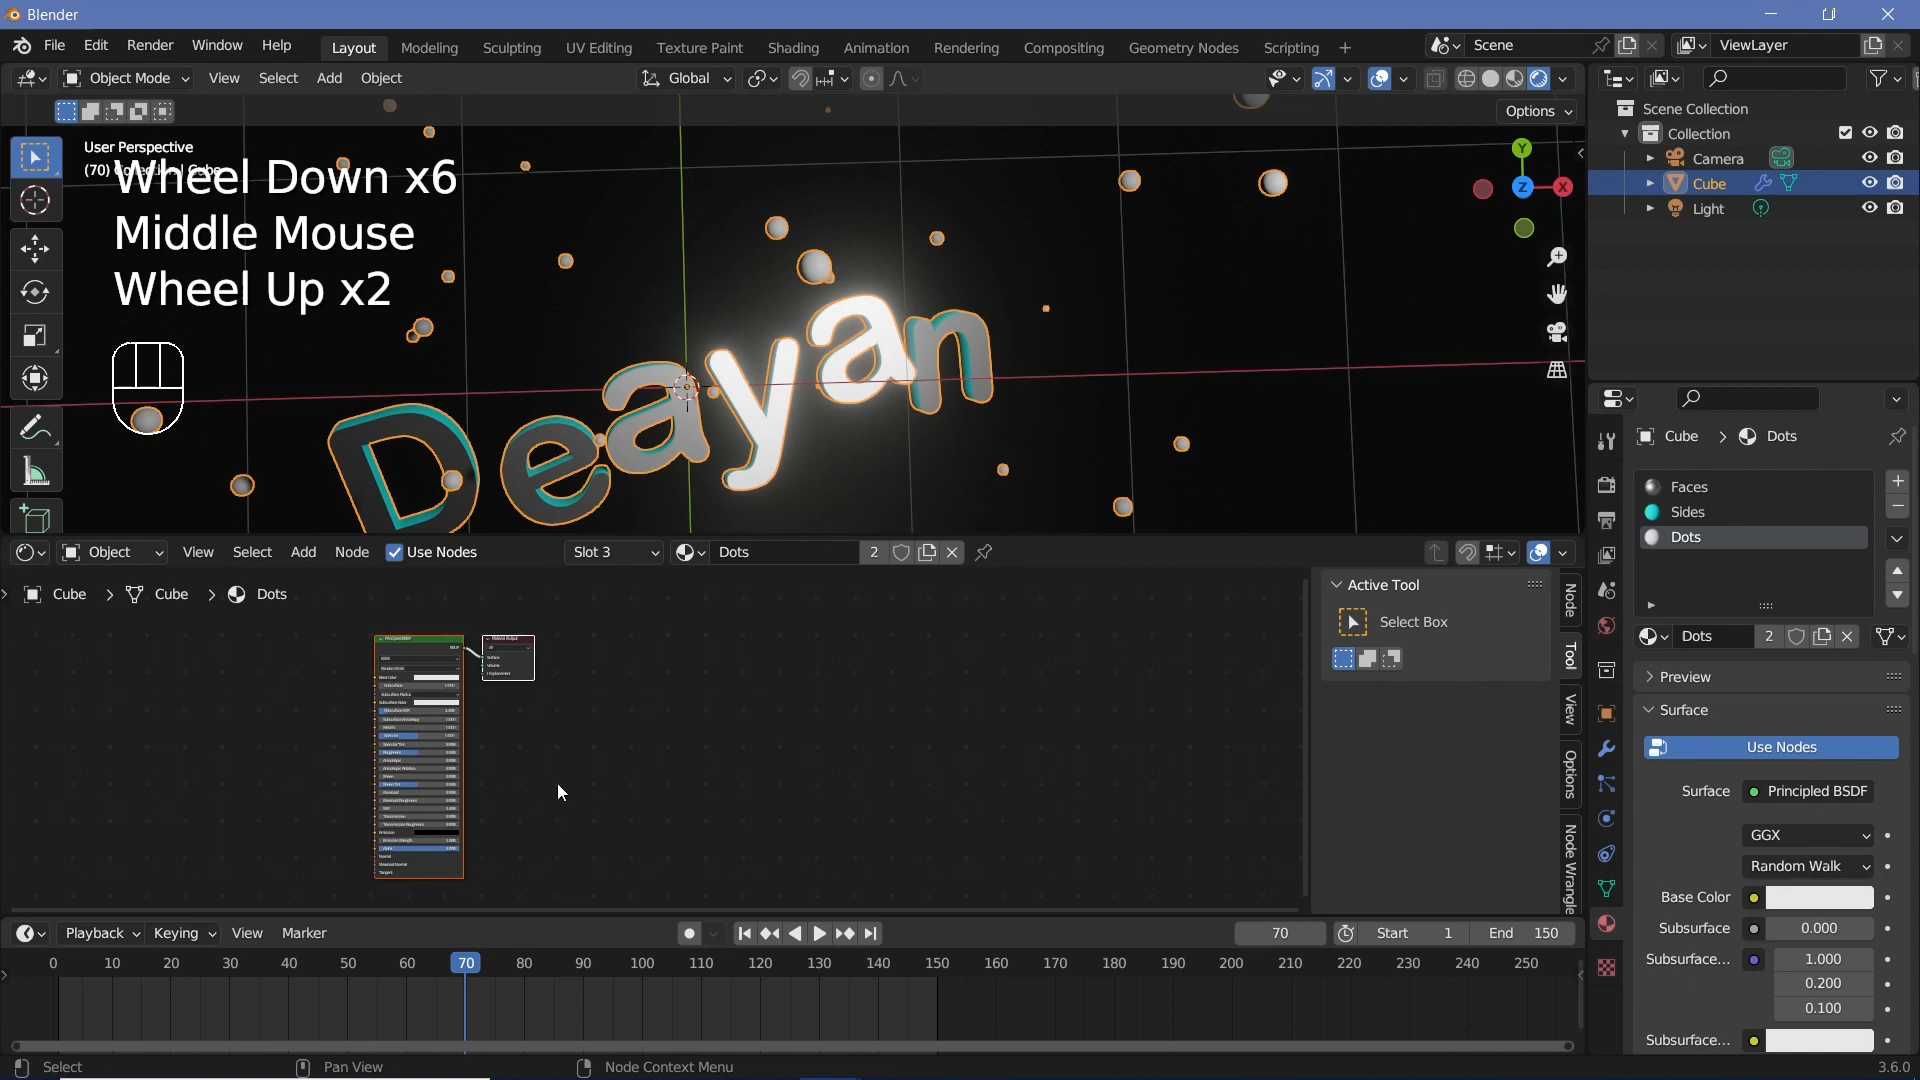 Blender
File Edit Render Window Help Layout Modeling Sculpting UV Editing Texture Paint Shading Animation Rendering Compositing Geometry Nodes Scripting + Scene ViewLayer
Object Mode View Select Add Object Global
Options
User Perspective
Wheel Down x6
Middle Mouse
Wheel Up x2
Deayan
Y
Z X
Scene Collection
Collection
Camera
Cube
Light
Cube > Dots
Faces
Sides
Dots
Dots 2
Preview
Surface
Use Nodes
Surface Principled BSDF
GGX
Random Walk
Base Color
Subsurface 0.000
Subsurface... 1.000
0.200
0.100
Subsurface...
Object View Select Add Node Use Nodes Slot 3 Dots 2
Cube > Cube > Dots
Active Tool
Select Box
Node
Tool
View
Options
Node Wrangle
Playback Keying View Marker 70 Start 1 End 150
0 10 20 30 40 50 60 70 80 90 100 110 120 130 140 150 160 170 180 190 200 210 220 230 240 250
Select Pan View Node Context Menu 3.6.0